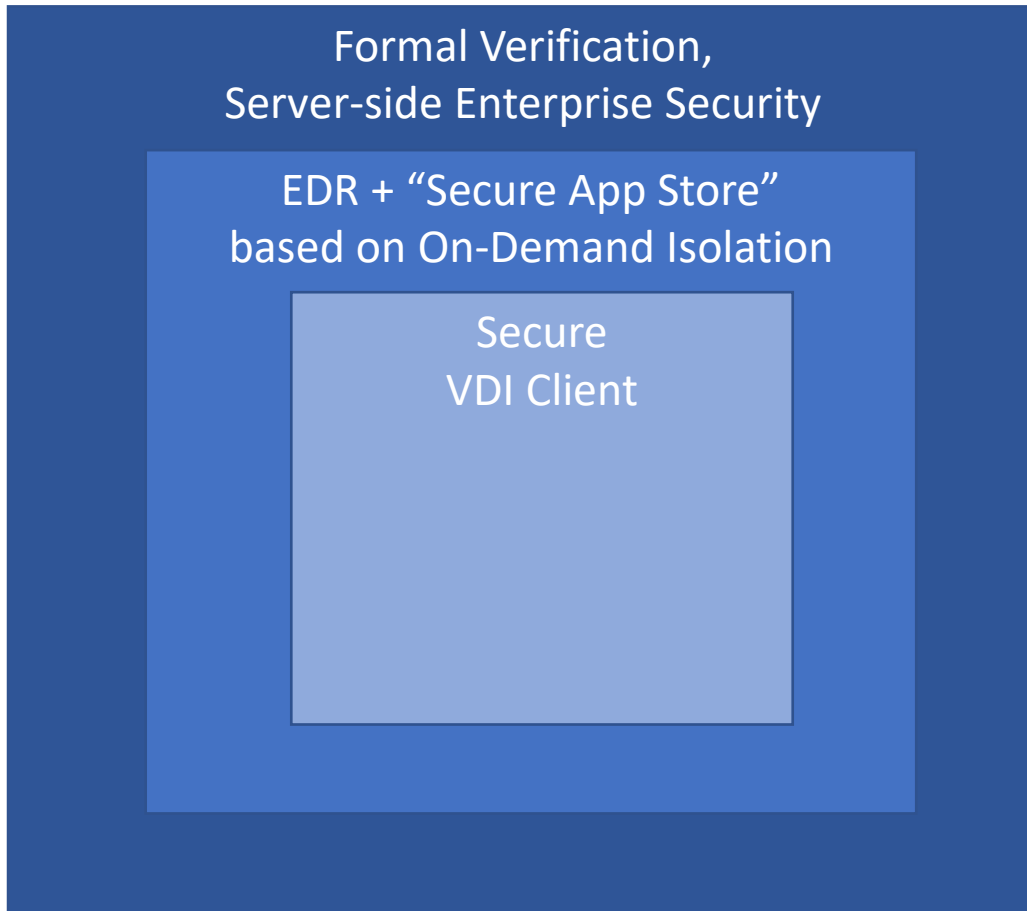 Formal Verification,
Server-side Enterprise Security
EDR + “Secure App Store”
based on On-Demand Isolation
Secure
VDI Client